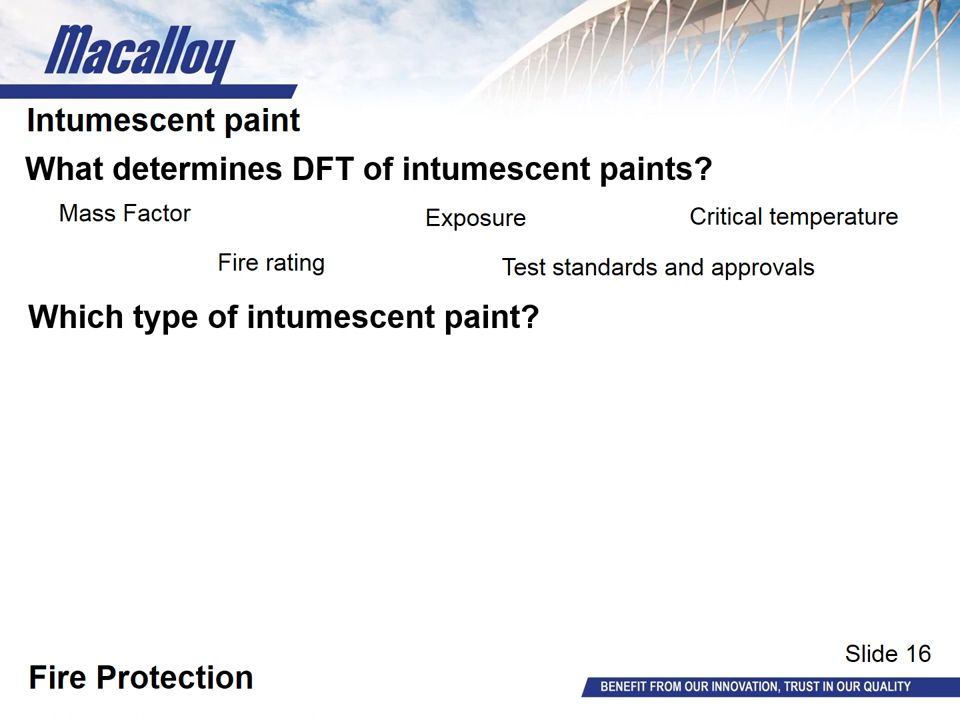 Macalloy
Intumescent paint
What determines DFT of intumescent paints?
Mass Factor
Exposure
Critical temperature
Fire rating
Test standards and approvals
Which type of intumescent paint?
Slide 16
Fire Protection
BENEFIT FROM OUR INNOVATION, TRUST IN OUR QUALITY